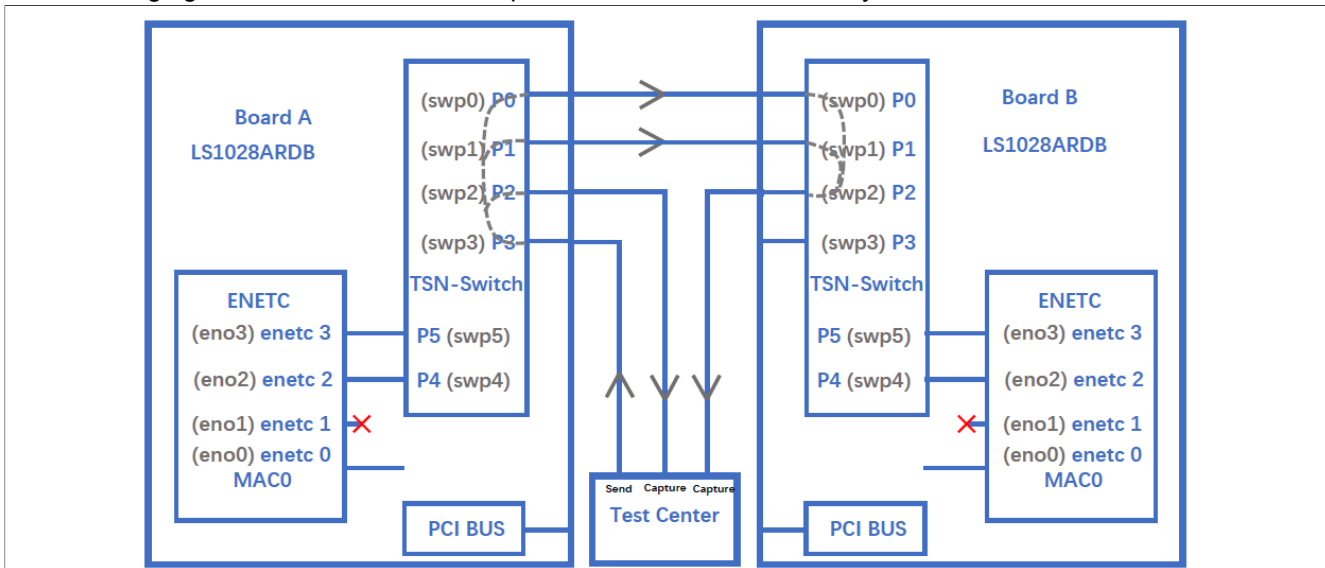 Board A
LS1028ARDB
(swp0) P0
(swp1) P1
(swp2) P2
(swp3) P3
TSN-Switch
P5 (swp5)
P4 (swp4)
ENETC
(eno3) enetc 3
(eno2) enetc 2
(eno1) enetc 1
(eno0) enetc 0
MAC0
PCI BUS
Send Capture Capture
Test Center
(swp0) P0
(swp1) P1
(swp2) P2
(swp3) P3
TSN-Switch
P5 (swp5)
P4 (swp4)
Board B
LS1028ARDB
ENETC
(eno3) enetc 3
(eno2) enetc 2
(eno1) enetc 1
(eno0) enetc 0
MAC0
PCI BUS